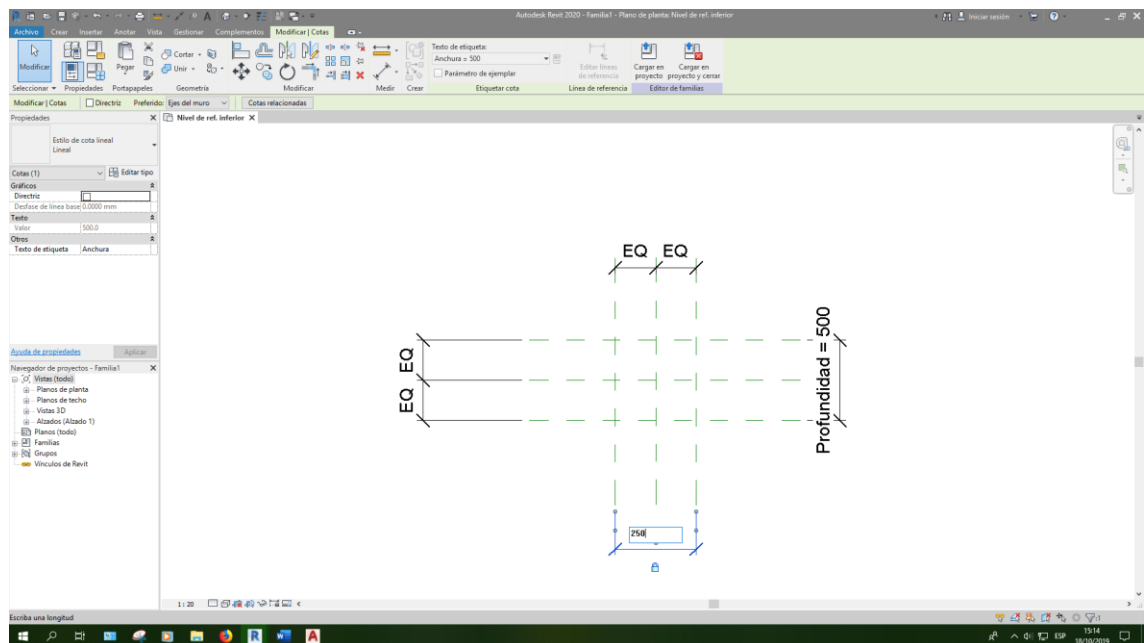 Autodesk Revit 2020 - Familia1 - Plano de planta: Nivel de ref. inferior
Iniciar sesión
Archivo Crear Insertar Anotar Vista Gestionar Complementos Modificar | Cotas
Modificar
Pegar
Cortar
Unir
Texto de etiqueta:
Anchura = 500
Parámetro de ejemplar
Editar líneas de referencia
Cargar en proyecto
Cargar en proyecto y cerrar
Seleccionar Propiedades Portapapeles Geometría Modificar Medir Crear Etiquetar cota Línea de referencia Editor de familias
Modificar | Cotas Directriz Preferido: Ejes del muro Cotas relacionadas
Propiedades
Nivel de ref. inferior
Estilo de cota lineal
Lineal
Cotas (1) Editar tipo
Gráficos
Directriz
Desfase de línea base 0.0000 mm
Texto
Valor 500.0
Otros
Texto de etiqueta Anchura
Ayuda de propiedades Aplicar
Navegador de proyectos - Familia1
Vistas (todo)
Planos de planta
Planos de techo
Vistas 3D
Alzados (Alzado 1)
Planos (todo)
Familias
Grupos
Vínculos de Revit
EQ EQ
EQ
EQ
Profundidad = 500
250
1 : 20
Escriba una longitud
:0
ESP
15:14
18/10/2019